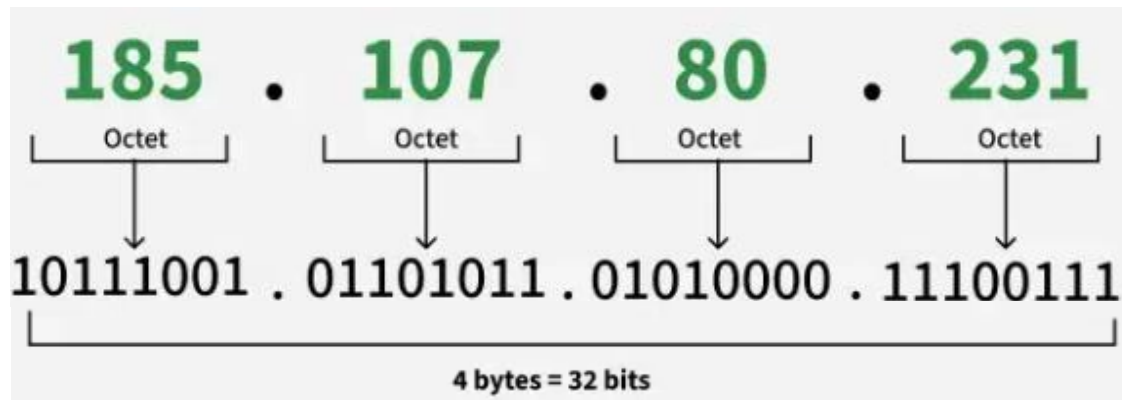 185 . 107 . 80 . 231
Octet Octet Octet Octet
10111001 . 01101011 . 01010000 . 11100111
4 bytes = 32 bits